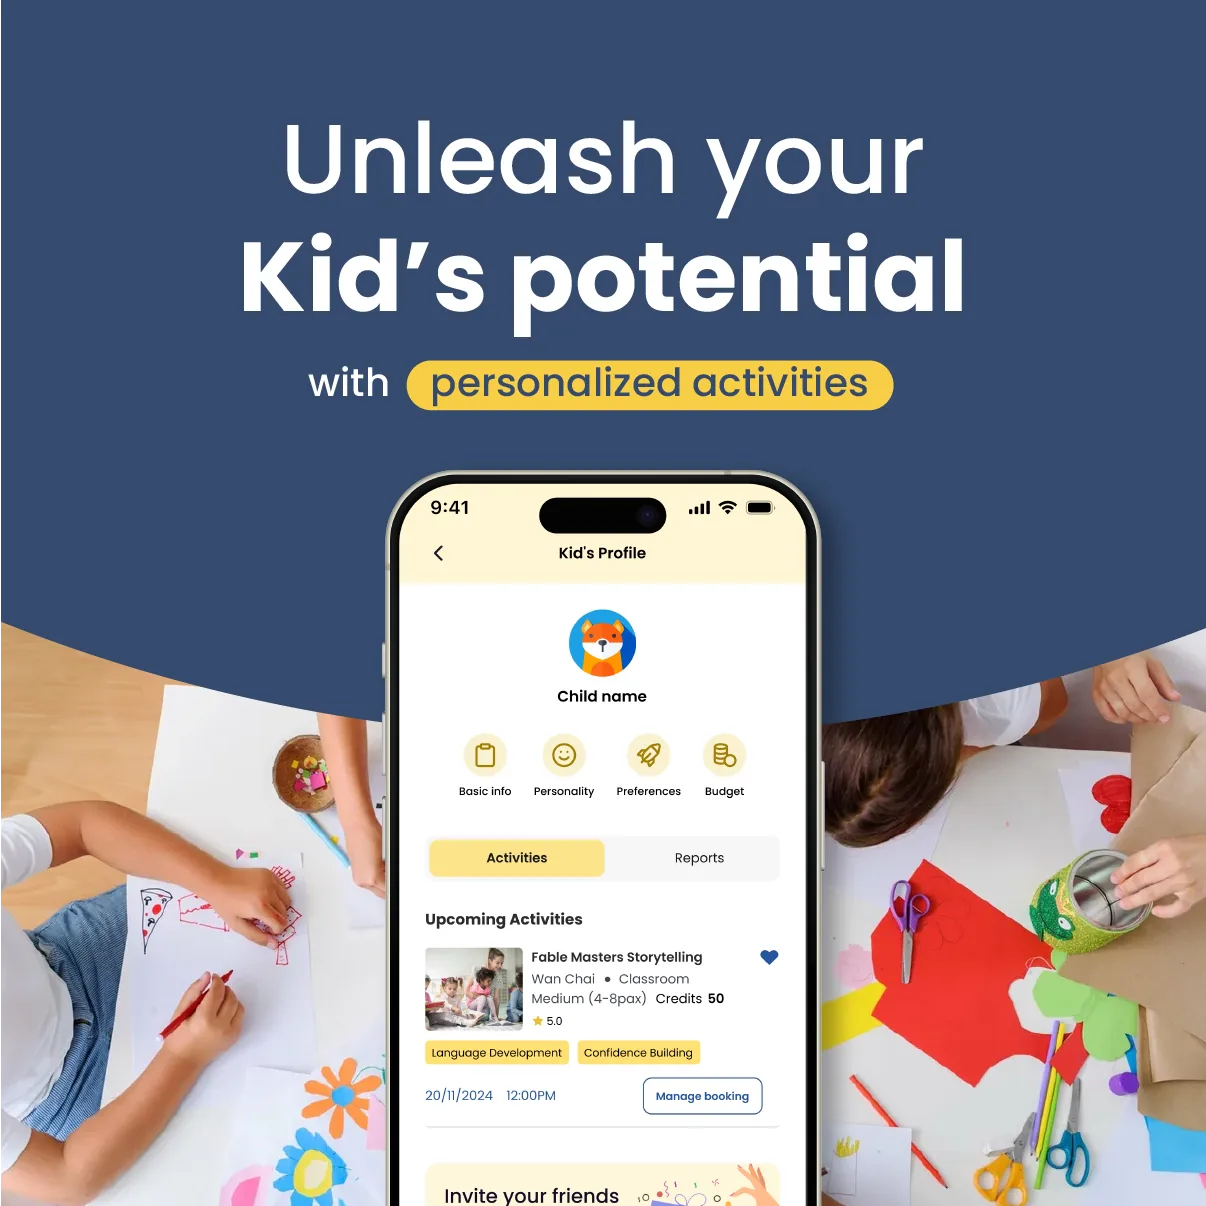 Unleash your
Kid’s potential
with personalized activities
9:41
Kid's Profile
Child name
Basic info Personality Preferences Budget
Activities Reports
Upcoming Activities
Fable Masters Storytelling
Wan Chai • Classroom
Medium (4-8pax) Credits 50
5.0
Language Development Confidence Building
20/11/2024 12:00PM Manage booking
Invite your friends